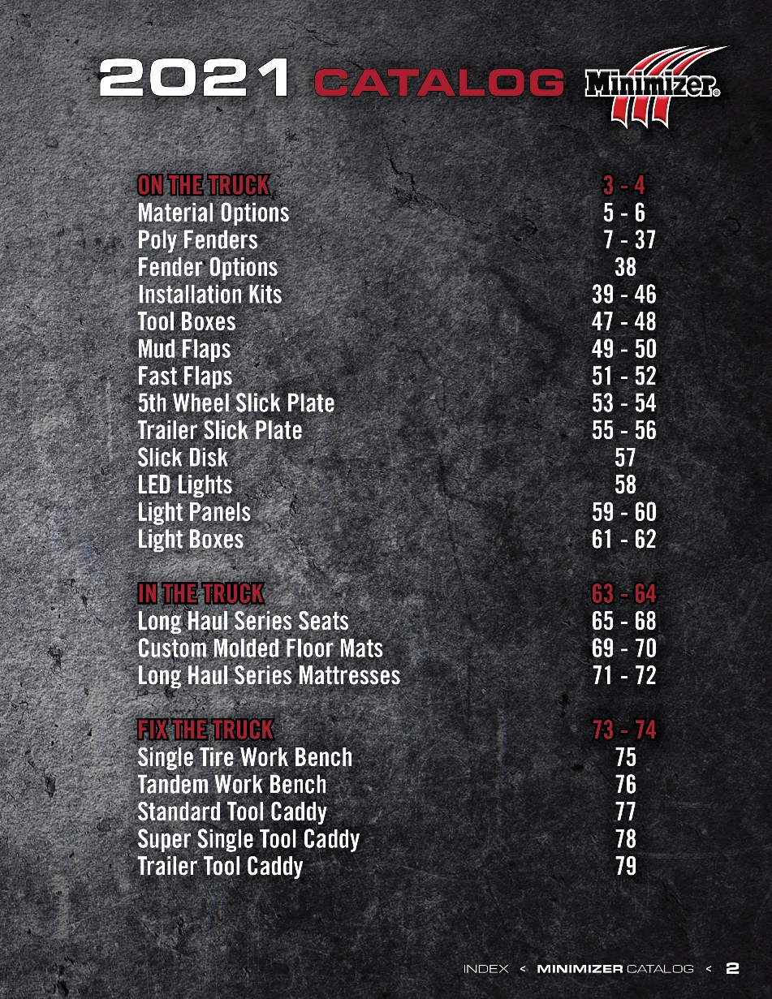 2021 CATALOG Minimizer®
ON THE TRUCK 3 - 4
Material Options 5 - 6
Poly Fenders 7 - 37
Fender Options 38
Installation Kits 39 - 46
Tool Boxes 47 - 48
Mud Flaps 49 - 50
Fast Flaps 51 - 52
5th Wheel Slick Plate 53 - 54
Trailer Slick Plate 55 - 56
Slick Disk 57
LED Lights 58
Light Panels 59 - 60
Light Boxes 61 - 62
IN THE TRUCK 63 - 64
Long Haul Series Seats 65 - 68
Custom Molded Floor Mats 69 - 70
Long Haul Series Mattresses 71 - 72
FIX THE TRUCK 73 - 74
Single Tire Work Bench 75
Tandem Work Bench 76
Standard Tool Caddy 77
Super Single Tool Caddy 78
Trailer Tool Caddy 79
INDEX < MINIMIZER CATALOG < 2